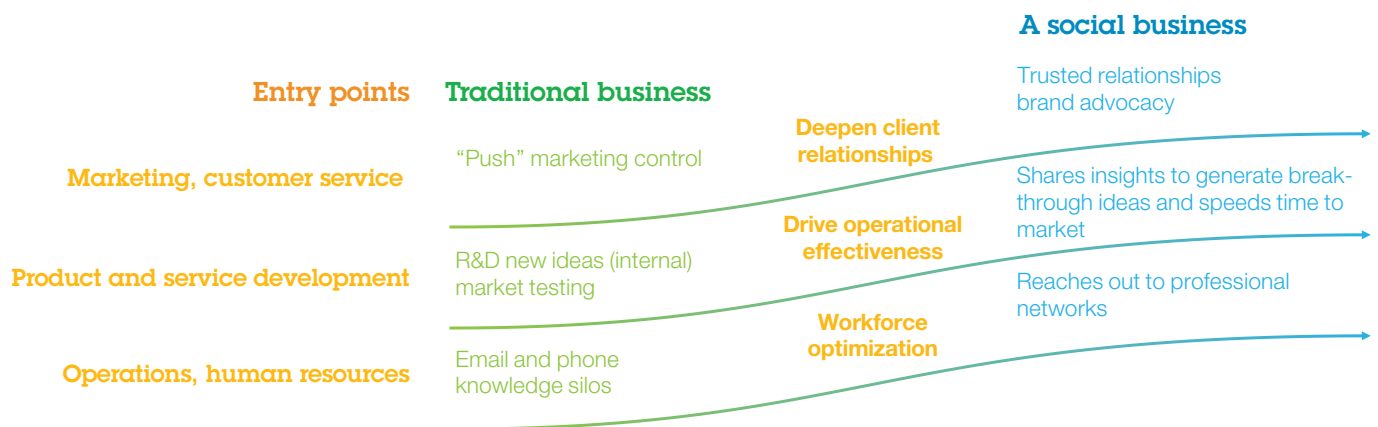 A social business
Entry points
Traditional business
Trusted relationships
brand advocacy
Marketing, customer service
“Push” marketing control
Deepen client
relationships
Shares insights to generate break-
through ideas and speeds time to
market
Product and service development
R&D new ideas (internal)
market testing
Drive operational
effectiveness
Reaches out to professional
networks
Operations, human resources
Email and phone
knowledge silos
Workforce
optimization